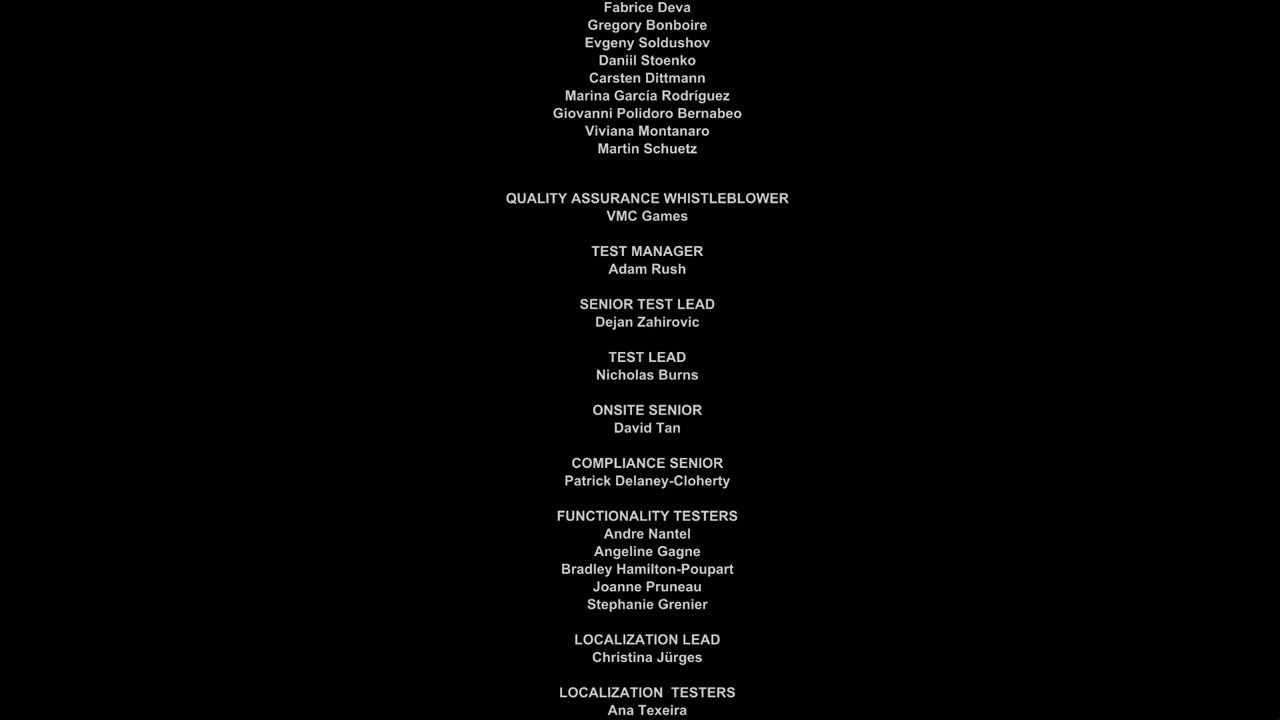 Fabrice Deva
Gregory Bonboire
Evgeny Soldushov
Daniil Stoenko
Carsten Dittmann
Marina García Rodríguez
Giovanni Polidoro Bernabeo
Viviana Montanaro
Martin Schuetz
QUALITY ASSURANCE WHISTLEBLOWER
VMC Games
TEST MANAGER
Adam Rush
SENIOR TEST LEAD
Dejan Zahirovic
TEST LEAD
Nicholas Burns
ONSITE SENIOR
David Tan
COMPLIANCE SENIOR
Patrick Delaney-Cloherty
FUNCTIONALITY TESTERS
Andre Nantel
Angeline Gagne
Bradley Hamilton-Poupart
Joanne Pruneau
Stephanie Grenier
LOCALIZATION LEAD
Christina Jürges
LOCALIZATION  TESTERS
Ana Texeira